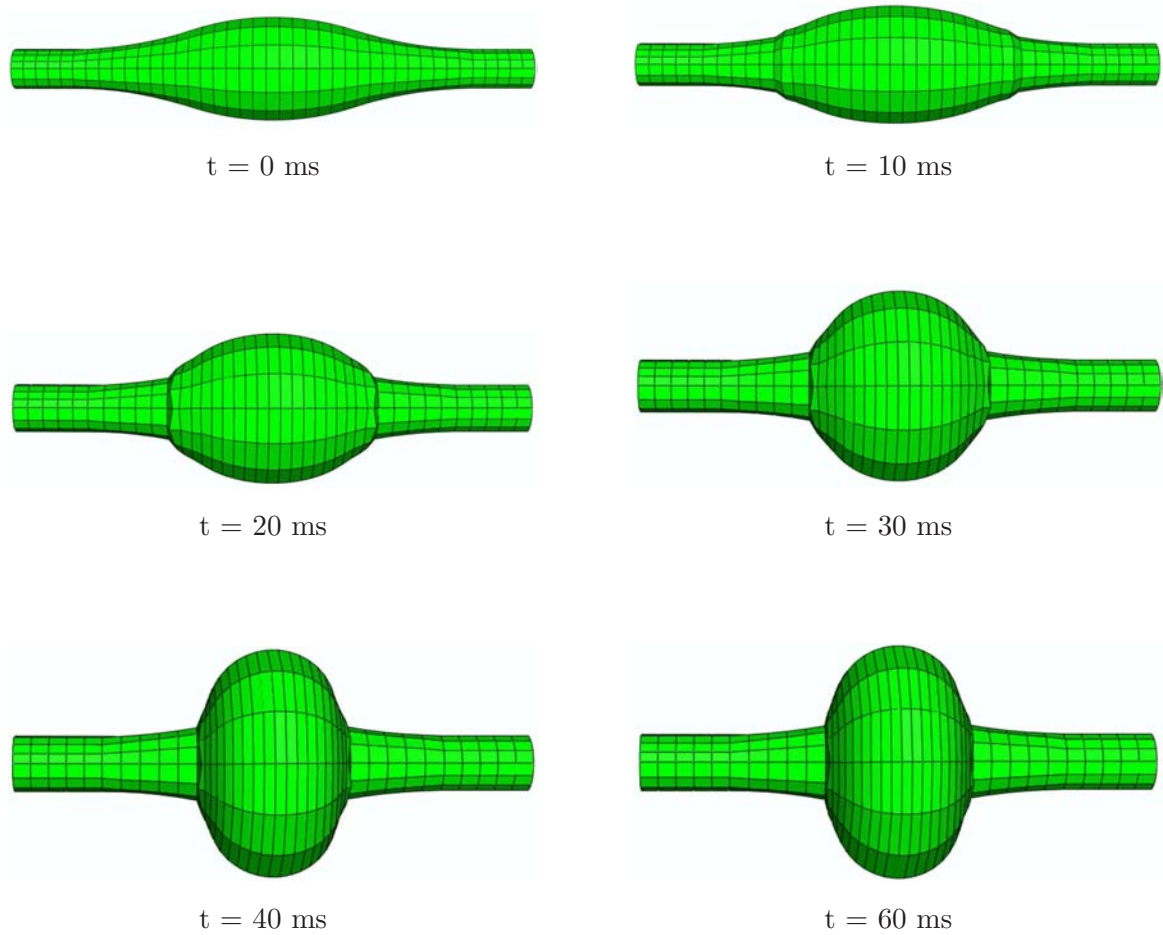 t = 0 ms
t = 10 ms
t = 20 ms
t = 30 ms
t = 40 ms
t = 60 ms